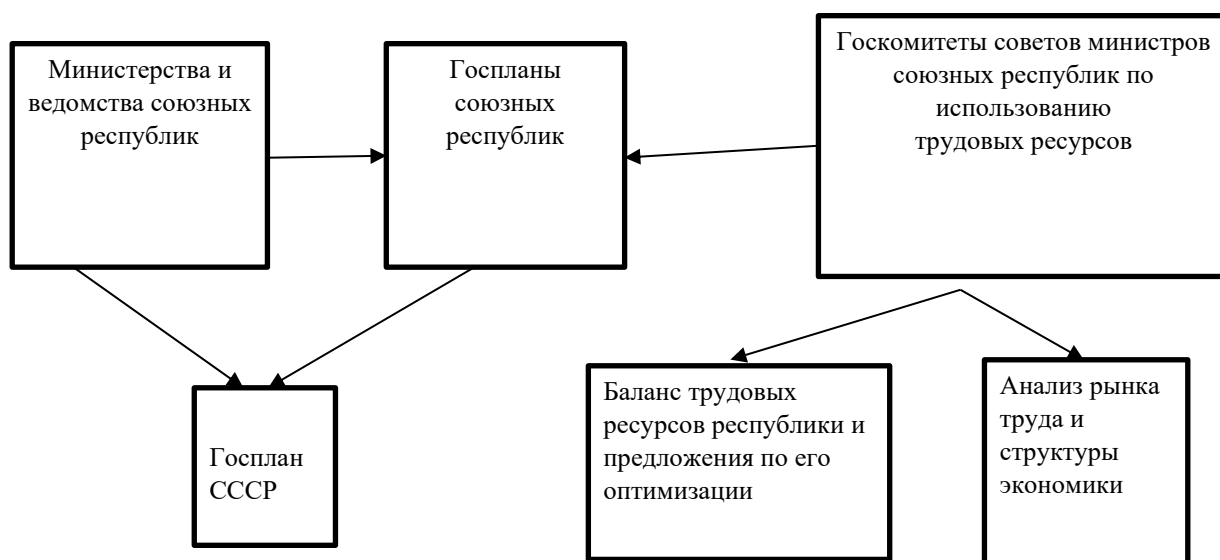 Министерства и
ведомства союзных
республик
Госпланы
союзных
республик
Госкомитеты советов министров
союзных республик по
использованию
трудовых ресурсов
Госплан
СССР
Баланс трудовых
ресурсов республики и
предложения по его
оптимизации
Анализ рынка
труда и
структуры
экономики